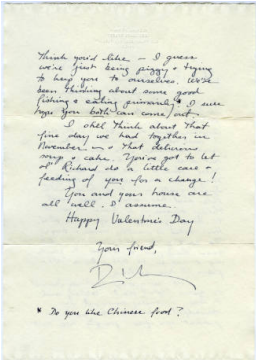 Think you'd like — I guess
we're just being piggy & trying
to keep you to ourselves. We've
been thinking about some good
fishing & eating primarily * I sure
hope you both can come out.
I still think about that
fine day we had together in
November — & that delicious
soup & cake. You've got to let
ol' Richard do a little care &
feeding of you for a change!
You and your house are
all well. I assume.
Happy Valentine's Day
Your friend,
* Do you like Chinese food?